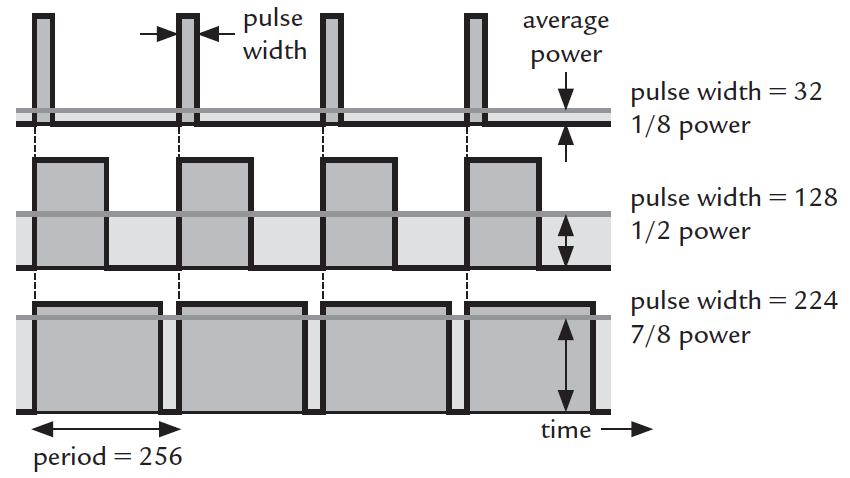 pulse
width
average
power
pulse width = 32
1/8 power
pulse width = 128
1/2 power
pulse width = 224
7/8 power
time
period = 256